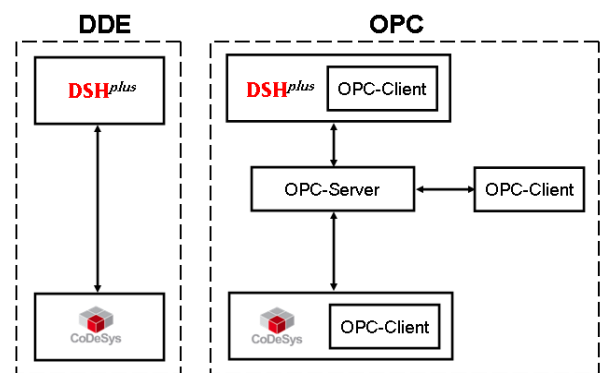 DDE
DSHplus
CoDeSys
OPC
DSHplus
OPC-Client
OPC-Server
OPC-Client
CoDeSys
OPC-Client